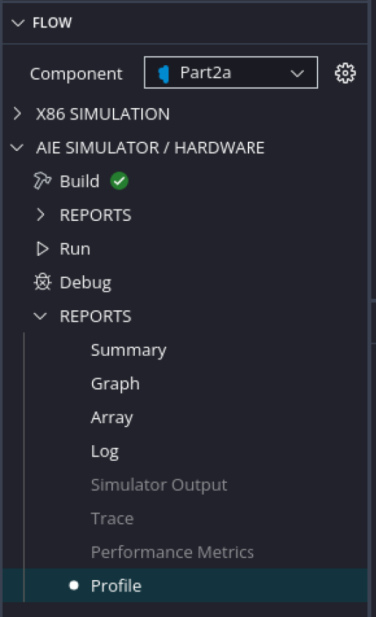 FLOW
Component Part2a
X86 SIMULATION
AIE SIMULATOR / HARDWARE
Build
REPORTS
Run
Debug
REPORTS
Summary
Graph
Array
Log
Simulator Output
Trace
Performance Metrics
Profile